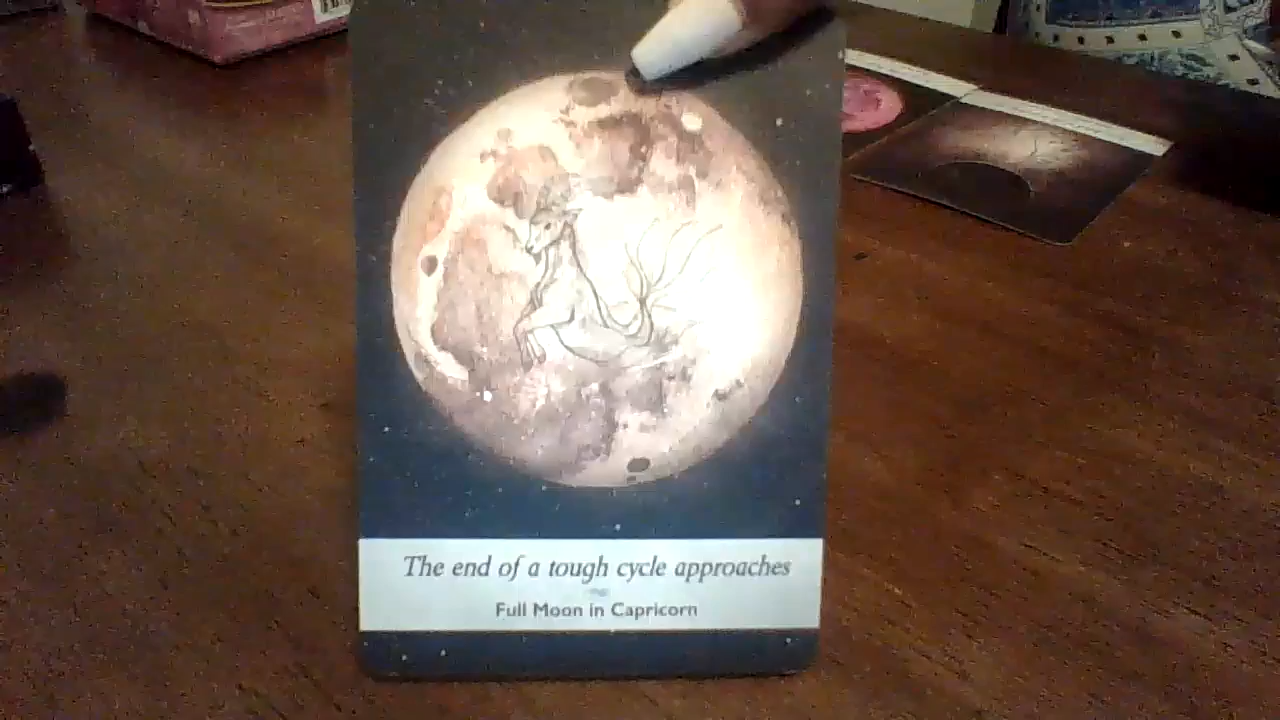 The end of a tough cycle approaches
Full Moon in Capricorn